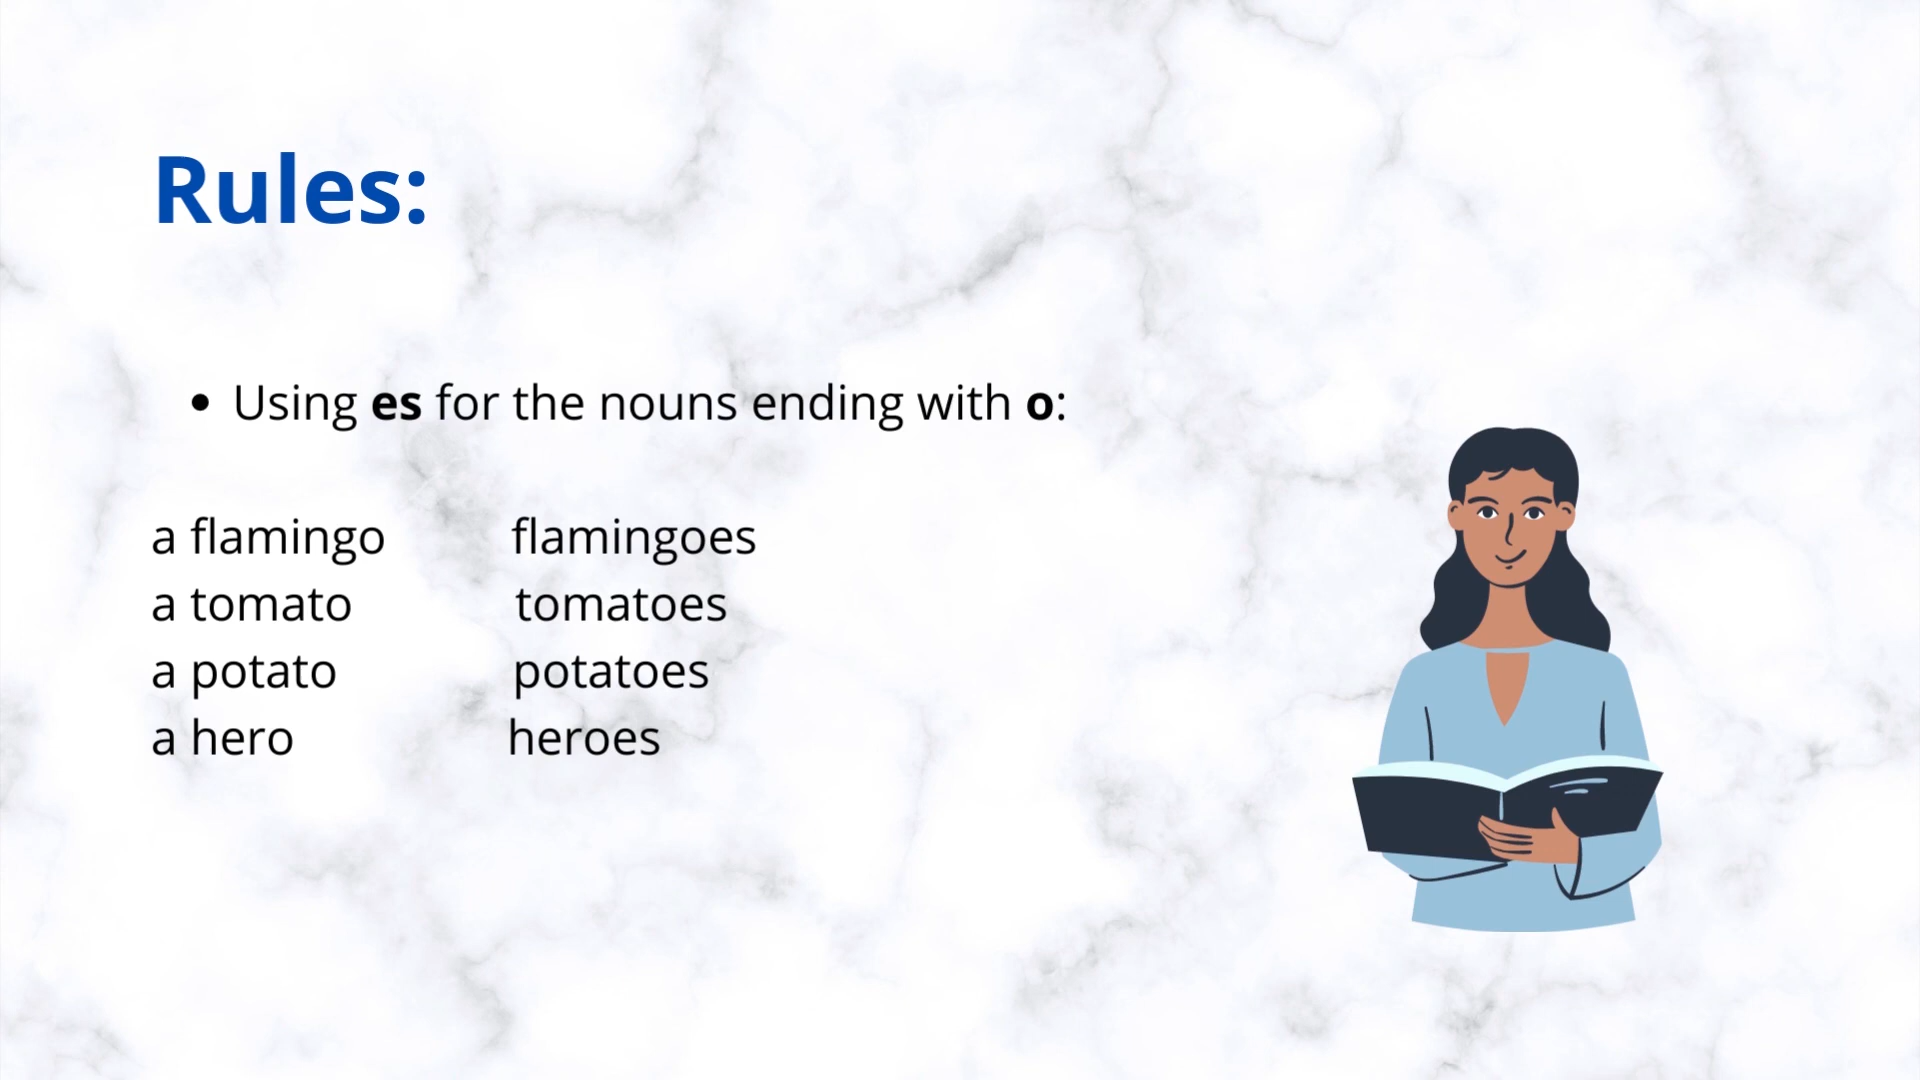 Rules:
• Using es for the nouns ending with o:
a flamingo flamingoes
a tomato tomatoes
a potato potatoes
a hero heroes